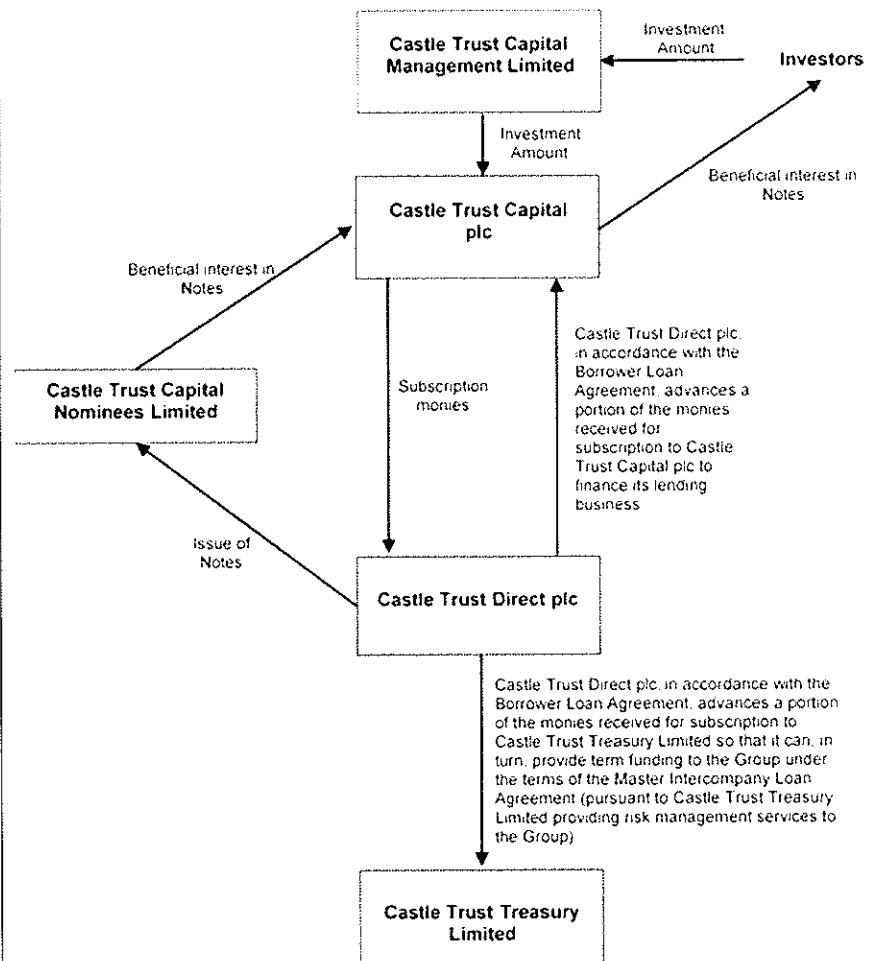 Castle Trust Capital
Management Limited
Investment
Amount
Investors
Investment
Amount
Beneficial interest in
Notes
Castle Trust Capital
plc
Beneficial interest in
Notes
Castle Trust Capital
Nominees Limited
Subscription
monies
Castle Trust Direct plc,
in accordance with the
Borrower Loan
Agreement, advances a
portion of the monies
received for
subscription to Castle
Trust Capital plc to
finance its lending
business
Issue of
Notes
Castle Trust Direct plc
Castle Trust Direct plc, in accordance with the
Borrower Loan Agreement, advances a portion
of the monies received for subscription to
Castle Trust Treasury Limited so that it can, in
turn, provide term funding to the Group under
the terms of the Master Intercompany Loan
Agreement (pursuant to Castle Trust Treasury
Limited providing risk management services to
the Group)
Castle Trust Treasury
Limited